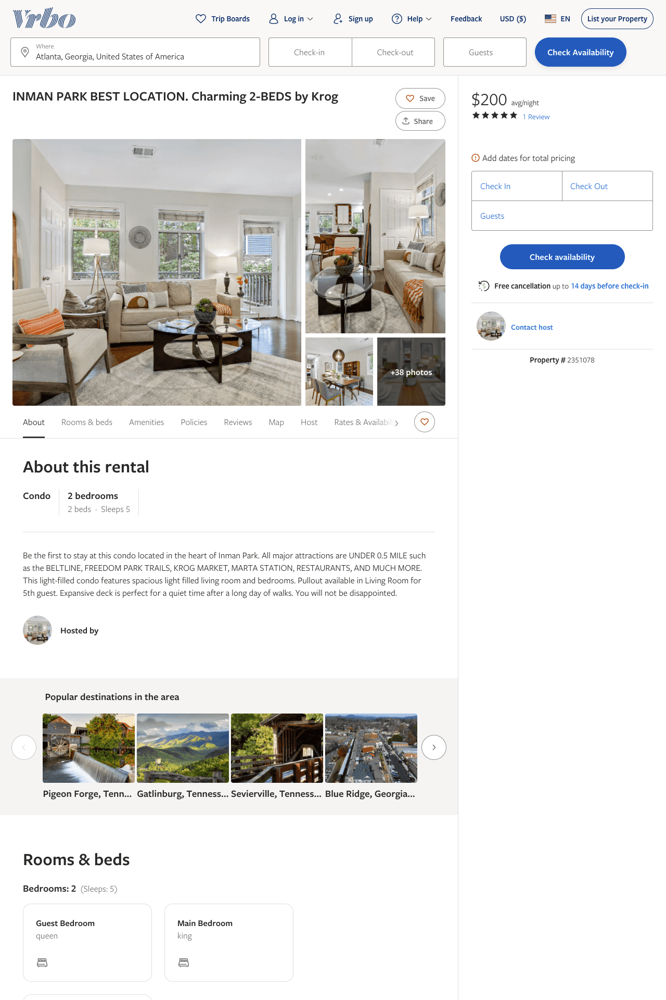 Vrbo
Trip Boards
Log in
Sign up
Help
Feedback
USD ($)
EN
List your Property
Where
Atlanta, Georgia, United States of America
Check-in
Check-out
Guests
Check Availability
INMAN PARK BEST LOCATION. Charming 2-BEDS by Krog
Save
Share
+38 photos
$200 avg/night
1 Review
Add dates for total pricing
Check In
Check Out
Guests
Check availability
Free cancellation up to 14 days before check-in
Contact host
Property # 2351078
About
Rooms & beds
Amenities
Policies
Reviews
Map
Host
Rates & Availabili
About this rental
Condo
2 bedrooms
2 beds · Sleeps 5
Be the first to stay at this condo located in the heart of Inman Park. All major attractions are UNDER 0.5 MILE such
as the BELTLINE, FREEDOM PARK TRAILS, KROG MARKET, MARTA STATION, RESTAURANTS, AND MUCH MORE.
This light-filled condo features spacious light filled living room and bedrooms. Pullout available in Living Room for
5th guest. Expansive deck is perfect for a quiet time after a long day of walks. You will not be disappointed.
Hosted by
Popular destinations in the area
Pigeon Forge, Tenn...
Gatlinburg, Tenness...
Sevierville, Tenness...
Blue Ridge, Georgia...
Rooms & beds
Bedrooms: 2 (Sleeps: 5)
Guest Bedroom
queen
Main Bedroom
king